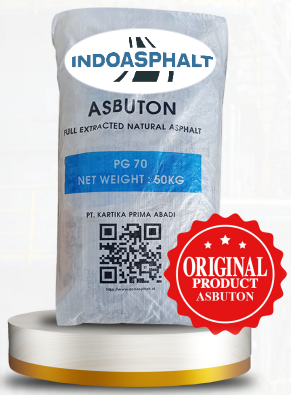 INDOASPHALT
ASBUTON
FULL EXTRACTED NATURAL ASPHALT
PG 70
NET WEIGHT : 50KG
PT. KARTIKA PRIMA ABADI
ORIGINAL
PRODUCT
ASBUTON